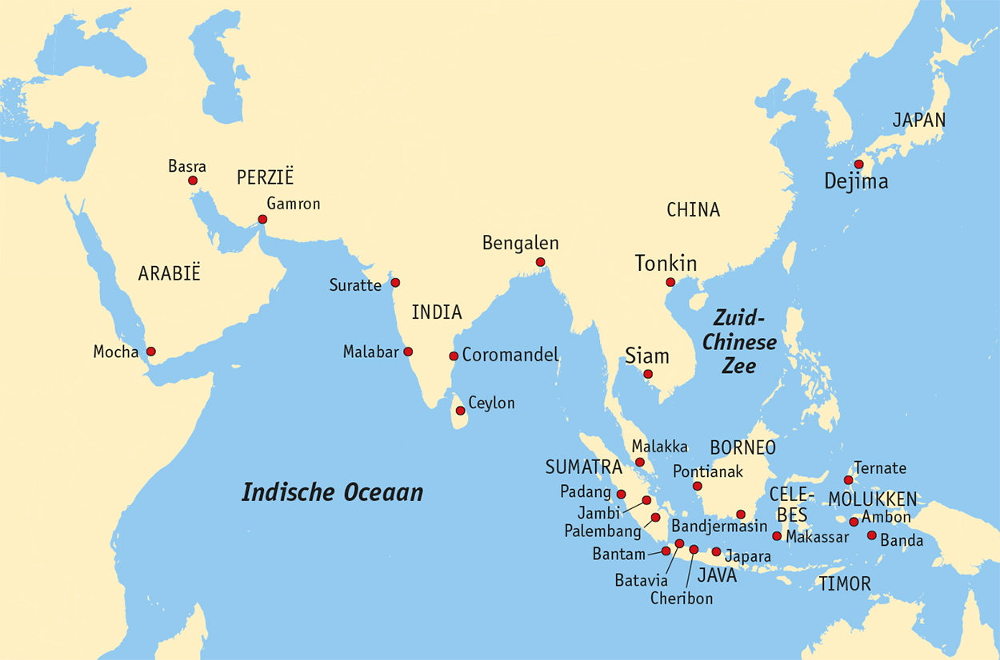 JAPAN
Basra
PERZIË
Dejima
Gamron
CHINA
Bengalen
Tonkin
ARABIË
Suratte
INDIA
Zuid-
Chinese
Zee
Mocha
Malabar
Coromandel
Siam
Ceylon
Malakka
BORNEO
SUMATRA
Pontianak
Ternate
Indische Oceaan
Padang
CELE-
BES
MOLUKKEN
Jambi
Ambon
Palembang
Bandjermasin
Makassar
Banda
Bantam
Japara
Batavia
JAVA
TIMOR
Cheribon